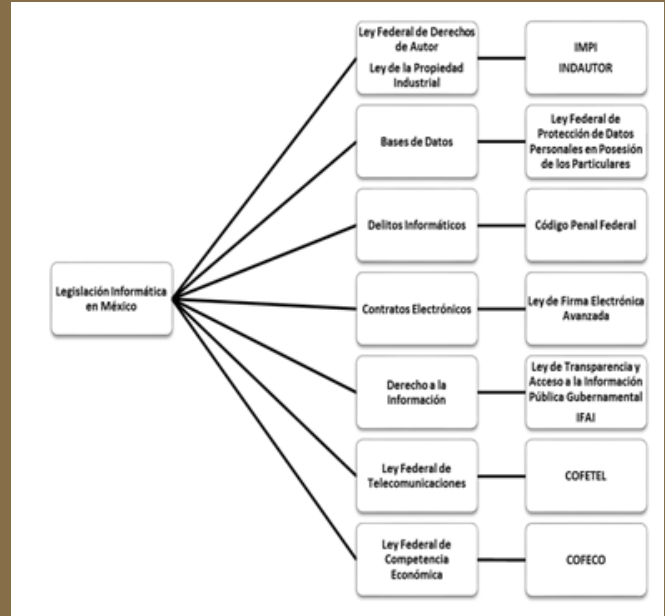 Ley Federal de Derechos
de Autor
Ley de la Propiedad
Industrial
IMPI
INDAUTOR
Bases de Datos
Ley Federal de
Protección de Datos
Personales en Posesión
de los Particulares
Delitos Informáticos
Código Penal Federal
Legislación Informática
en México
Contratos Electrónicos
Ley de Firma Electrónica
Avanzada
Derecho a la
Información
Ley de Transparencia y
Acceso a la Información
Pública Gubernamental
IFAI
Ley Federal de
Telecomunicaciones
COFETEL
Ley Federal de
Competencia
Económica
COFECO